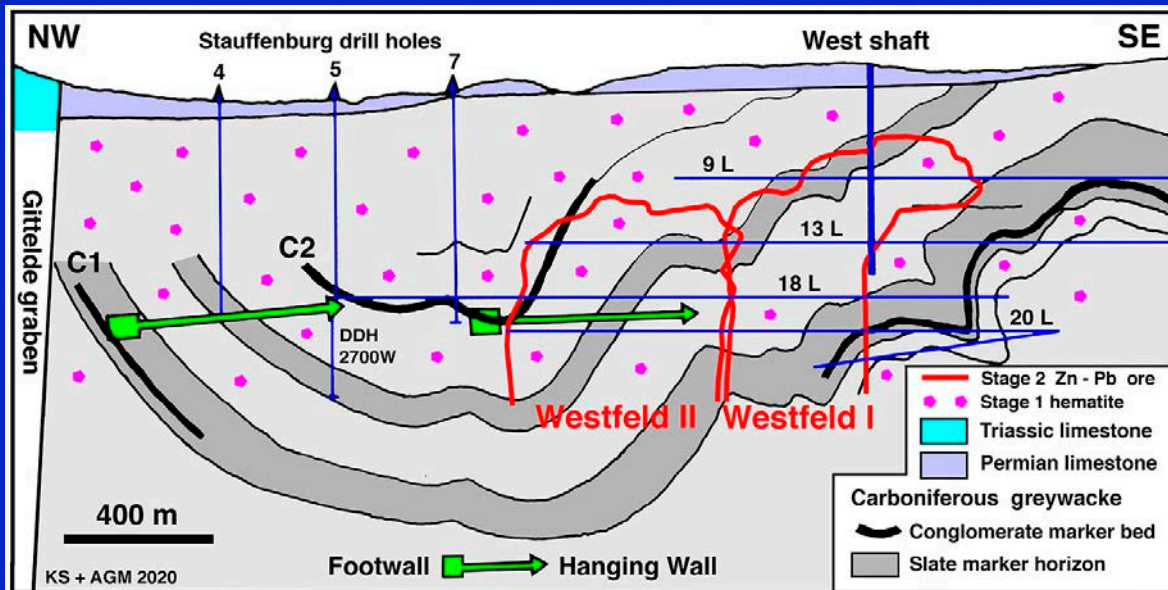 NW
Stauffenburg drill holes
4
5
7
West shaft
SE
9 L
13 L
18 L
20 L
Gittelde graben
C1
C2
DDH
2700W
Westfeld II
Westfeld I
400 m
KS + AGM 2020
Footwall
Hanging Wall
Stage 2 Zn - Pb ore
Stage 1 hematite
Triassic limestone
Permian limestone
Carboniferous greywacke
Conglomerate marker bed
Slate marker horizon